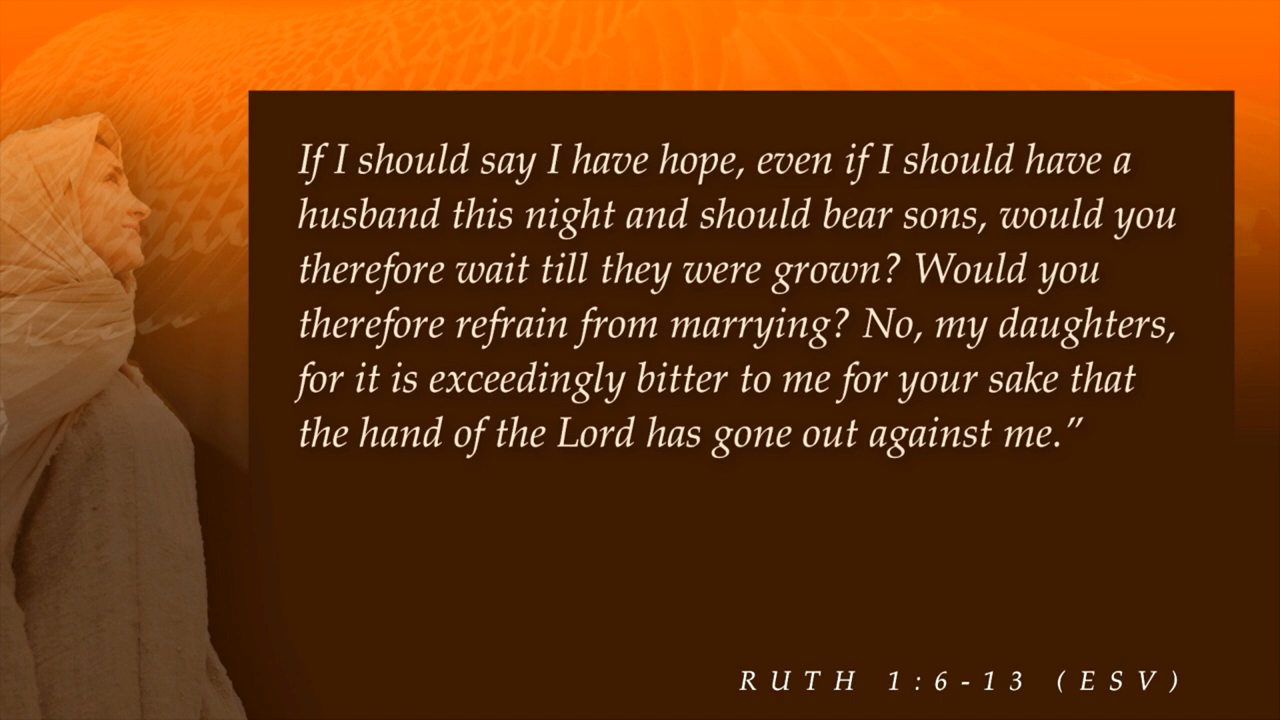 If I should say I have hope, even if I should have a
husband this night and should bear sons, would you
therefore wait till they were grown? Would you
therefore refrain from marrying? No, my daughters,
for it is exceedingly bitter to me for your sake that
the hand of the Lord has gone out against me.”
RUTH 1:6-13 (ESV)